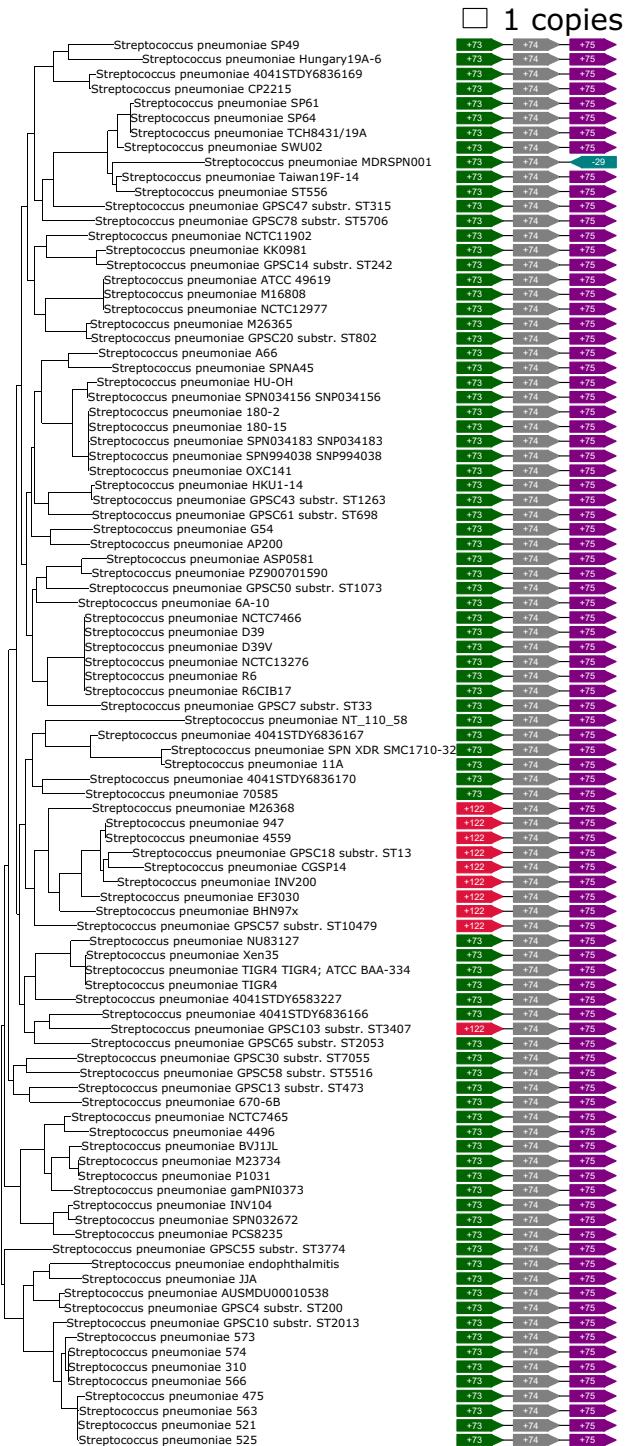 1 copies
Streptococcus pneumoniae SP49 +73 +74 +75
Streptococcus pneumoniae Hungary19A-6 +73 +74 +75
Streptococcus pneumoniae 4041STDY6836169 +73 +74 +75
Streptococcus pneumoniae CP2215 +73 +74 +75
Streptococcus pneumoniae SP61 +73 +74 +75
Streptococcus pneumoniae SP64 +73 +74 +75
Streptococcus pneumoniae TCH8431/19A +73 +74 +75
Streptococcus pneumoniae SWU02 +73 +74 +75
Streptococcus pneumoniae MDRSPN001 +73 +74 -29
Streptococcus pneumoniae Taiwan19F-14 +73 +74 +75
Streptococcus pneumoniae ST556 +73 +74 +75
Streptococcus pneumoniae GPSC47 substr. ST315 +73 +74 +75
Streptococcus pneumoniae GPSC78 substr. ST5706 +73 +74 +75
Streptococcus pneumoniae NCTC11902 +73 +74 +75
Streptococcus pneumoniae KK0981 +73 +74 +75
Streptococcus pneumoniae GPSC14 substr. ST242 +73 +74 +75
Streptococcus pneumoniae ATCC 49619 +73 +74 +75
Streptococcus pneumoniae M16808 +73 +74 +75
Streptococcus pneumoniae NCTC12977 +73 +74 +75
Streptococcus pneumoniae M26365 +73 +74 +75
Streptococcus pneumoniae GPSC20 substr. ST802 +73 +74 +75
Streptococcus pneumoniae A66 +73 +74 +75
Streptococcus pneumoniae SPNA45 +73 +74 +75
Streptococcus pneumoniae HU-OH +73 +74 +75
Streptococcus pneumoniae SPN034156 SNP034156 +73 +74 +75
Streptococcus pneumoniae 180-2 +73 +74 +75
Streptococcus pneumoniae 180-15 +73 +74 +75
Streptococcus pneumoniae SPN034183 SNP034183 +73 +74 +75
Streptococcus pneumoniae SPN994038 SNP994038 +73 +74 +75
Streptococcus pneumoniae OXC141 +73 +74 +75
Streptococcus pneumoniae HKU1-14 +73 +74 +75
Streptococcus pneumoniae GPSC43 substr. ST1263 +73 +74 +75
Streptococcus pneumoniae GPSC61 substr. ST698 +73 +74 +75
Streptococcus pneumoniae G54 +73 +74 +75
Streptococcus pneumoniae AP200 +73 +74 +75
Streptococcus pneumoniae ASP0581 +73 +74 +75
Streptococcus pneumoniae PZ900701590 +73 +74 +75
Streptococcus pneumoniae GPSC50 substr. ST1073 +73 +74 +75
Streptococcus pneumoniae 6A-10 +73 +74 +75
Streptococcus pneumoniae NCTC7466 +73 +74 +75
Streptococcus pneumoniae D39 +73 +74 +75
Streptococcus pneumoniae D39V +73 +74 +75
Streptococcus pneumoniae NCTC13276 +73 +74 +75
Streptococcus pneumoniae R6 +73 +74 +75
Streptococcus pneumoniae R6CIB17 +73 +74 +75
Streptococcus pneumoniae GPSC7 substr. ST33 +73 +74 +75
Streptococcus pneumoniae NT_110_58 +73 +74 +75
Streptococcus pneumoniae 4041STDY6836167 +73 +74 +75
Streptococcus pneumoniae SPN XDR SMC1710-32 +73 +74 +75
Streptococcus pneumoniae 11A +73 +74 +75
Streptococcus pneumoniae 4041STDY6836170 +73 +74 +75
Streptococcus pneumoniae 70585 +73 +74 +75
Streptococcus pneumoniae M26368 +122 +74 +75
Streptococcus pneumoniae 947 +122 +74 +75
Streptococcus pneumoniae 4559 +122 +74 +75
Streptococcus pneumoniae GPSC18 substr. ST13 +122 +74 +75
Streptococcus pneumoniae CGSP14 +122 +74 +75
Streptococcus pneumoniae INV200 +122 +74 +75
Streptococcus pneumoniae EF3030 +122 +74 +75
Streptococcus pneumoniae BHN97x +122 +74 +75
Streptococcus pneumoniae GPSC57 substr. ST10479 +122 +74 +75
Streptococcus pneumoniae NU83127 +73 +74 +75
Streptococcus pneumoniae Xen35 +73 +74 +75
Streptococcus pneumoniae TIGR4 TIGR4; ATCC BAA-334 +73 +74 +75
Streptococcus pneumoniae TIGR4 +73 +74 +75
Streptococcus pneumoniae 4041STDY6583227 +73 +74 +75
Streptococcus pneumoniae 4041STDY6836166 +73 +74 +75
Streptococcus pneumoniae GPSC103 substr. ST3407 +122 +74 +75
Streptococcus pneumoniae GPSC65 substr. ST2053 +73 +74 +75
Streptococcus pneumoniae GPSC30 substr. ST7055 +73 +74 +75
Streptococcus pneumoniae GPSC58 substr. ST5516 +73 +74 +75
Streptococcus pneumoniae GPSC13 substr. ST473 +73 +74 +75
Streptococcus pneumoniae 670-6B +73 +74 +75
Streptococcus pneumoniae NCTC7465 +73 +74 +75
Streptococcus pneumoniae 4496 +73 +74 +75
Streptococcus pneumoniae BVJ1JL +73 +74 +75
Streptococcus pneumoniae M23734 +73 +74 +75
Streptococcus pneumoniae P1031 +73 +74 +75
Streptococcus pneumoniae gamPNI0373 +73 +74 +75
Streptococcus pneumoniae INV104 +73 +74 +75
Streptococcus pneumoniae SPN032672 +73 +74 +75
Streptococcus pneumoniae PCS8235 +73 +74 +75
Streptococcus pneumoniae GPSC55 substr. ST3774 +73 +74 +75
Streptococcus pneumoniae endophthalmitis +73 +74 +75
Streptococcus pneumoniae JJA +73 +74 +75
Streptococcus pneumoniae AUSMDU00010538 +73 +74 +75
Streptococcus pneumoniae GPSC4 substr. ST200 +73 +74 +75
Streptococcus pneumoniae GPSC10 substr. ST2013 +73 +74 +75
Streptococcus pneumoniae 573 +73 +74 +75
Streptococcus pneumoniae 574 +73 +74 +75
Streptococcus pneumoniae 310 +73 +74 +75
Streptococcus pneumoniae 566 +73 +74 +75
Streptococcus pneumoniae 475 +73 +74 +75
Streptococcus pneumoniae 563 +73 +74 +75
Streptococcus pneumoniae 521 +73 +74 +75
Streptococcus pneumoniae 525 +73 +74 +75